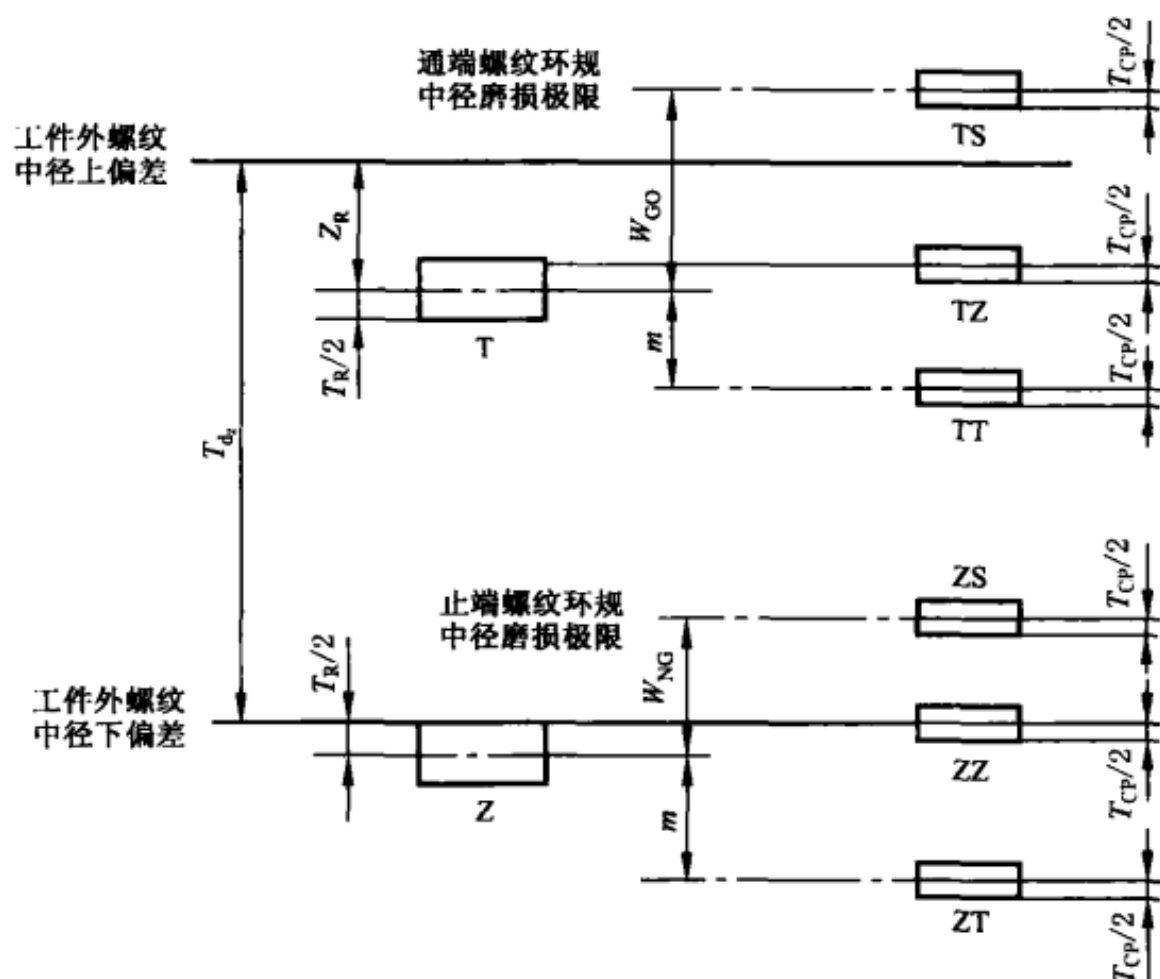 通端螺纹环规
中径磨损极限
T_CP/2
TS
工件外螺纹
中径上偏差
Z_R
W_GO
T_CP/2
TZ
T
T_R/2
m
T_CP/2
TT
T_d₂
止端螺纹环规
中径磨损极限
ZS
T_CP/2
T_R/2
W_NG
工件外螺纹
中径下偏差
ZZ
T_CP/2
Z
m
ZT
T_CP/2